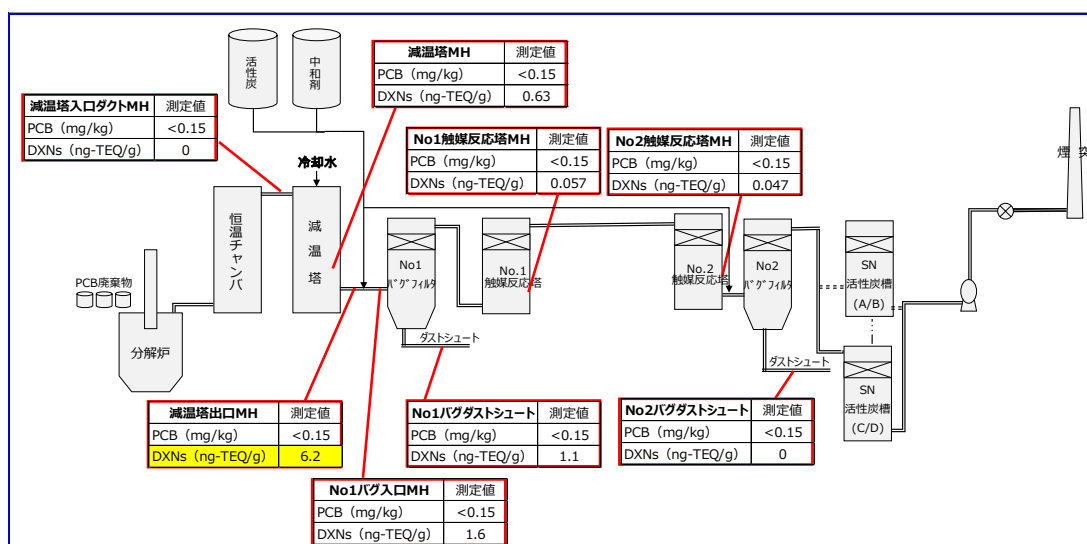 活性炭
中和剤
減温塔MH 測定値
PCB（mg/kg） <0.15
DXNs（ng-TEQ/g） 0.63
減温塔入口ダクトMH 測定値
PCB（mg/kg） <0.15
DXNs（ng-TEQ/g） 0
No1触媒反応塔MH 測定値
PCB（mg/kg） <0.15
DXNs（ng-TEQ/g） 0.057
No2触媒反応塔MH 測定値
PCB（mg/kg） <0.15
DXNs（ng-TEQ/g） 0.047
煙 突
冷却水
恒温チャンバ
減温塔
No1
ﾊﾞｸﾞﾌｨﾙﾀ
No.1
触媒反応塔
No.2
触媒反応塔
No2
ﾊﾞｸﾞﾌｨﾙﾀ
SN
活性炭槽
(A/B)
PCB廃棄物
分解炉
ダストシュート
ダストシュート
SN
活性炭槽
(C/D)
減温塔出口MH 測定値
PCB（mg/kg） <0.15
DXNs（ng-TEQ/g） 6.2
No1バグダストシュート 測定値
PCB（mg/kg） <0.15
DXNs（ng-TEQ/g） 1.1
No2バグダストシュート 測定値
PCB（mg/kg） <0.15
DXNs（ng-TEQ/g） 0
No1バグ入口MH 測定値
PCB（mg/kg） <0.15
DXNs（ng-TEQ/g） 1.6